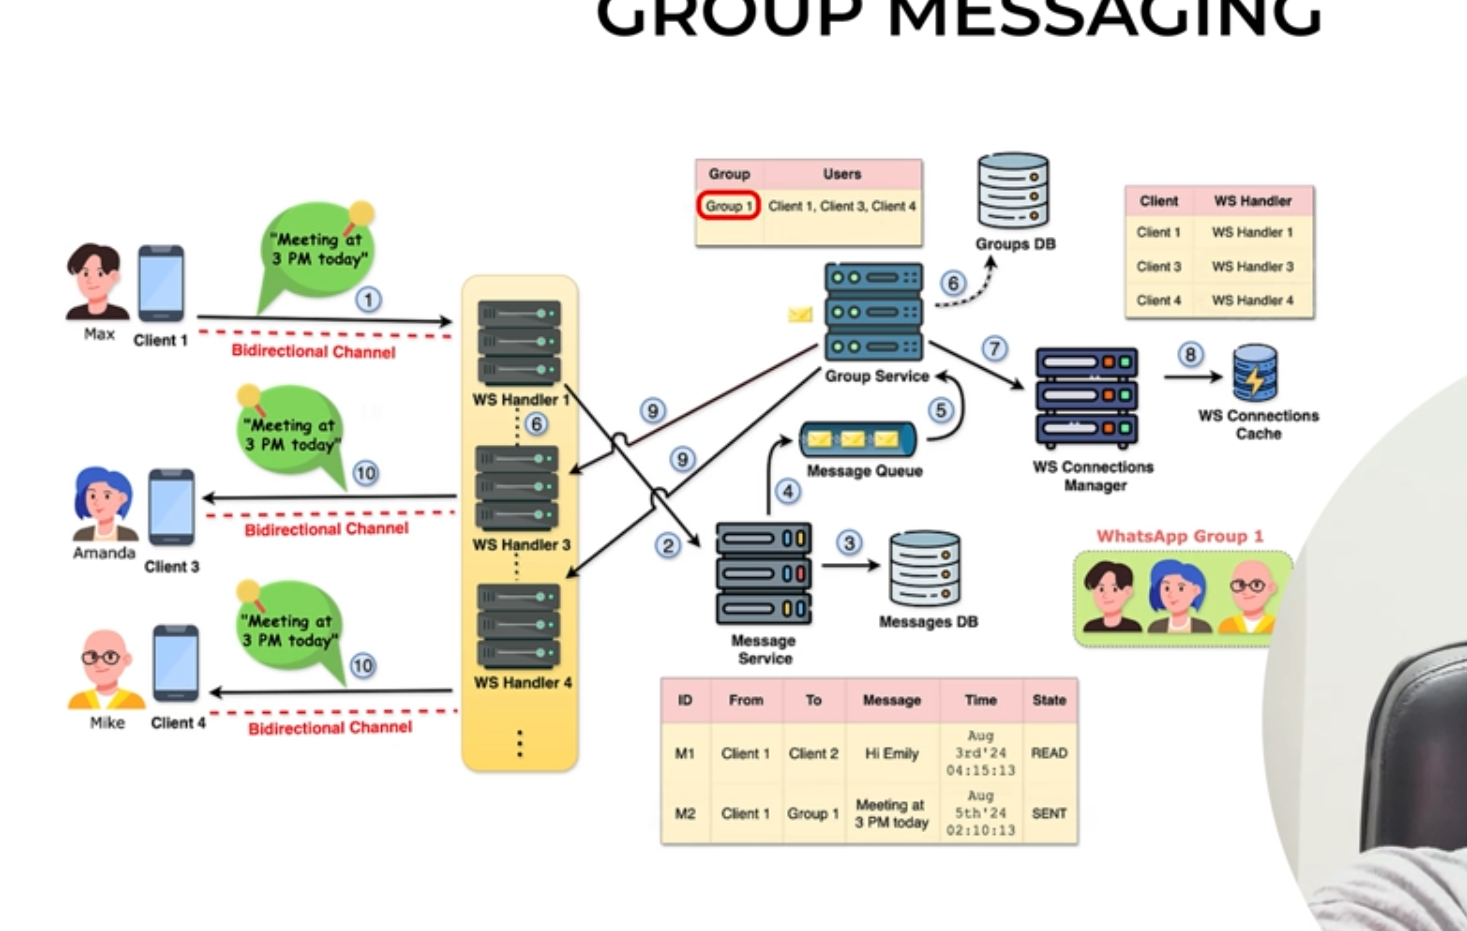 GROUP MESSAGING
Group Users
Group 1 Client 1, Client 3, Client 4
Groups DB
Client WS Handler
Client 1 WS Handler 1
Client 3 WS Handler 3
Client 4 WS Handler 4
"Meeting at
3 PM today"
1
Max
Client 1
Bidirectional Channel
WS Handler 1
6
Group Service
6
7
8
WS Connections
Cache
WS Connections
Manager
5
Message Queue
4
9
9
"Meeting at
3 PM today"
10
Amanda
Client 3
Bidirectional Channel
WS Handler 3
2
3
Message
Service
Messages DB
WhatsApp Group 1
"Meeting at
3 PM today"
10
Mike
Client 4
Bidirectional Channel
WS Handler 4
ID From To Message Time State
M1 Client 1 Client 2 Hi Emily Aug
3rd'24
04:15:13 READ
M2 Client 1 Group 1 Meeting at
3 PM today Aug
5th'24
02:10:13 SENT